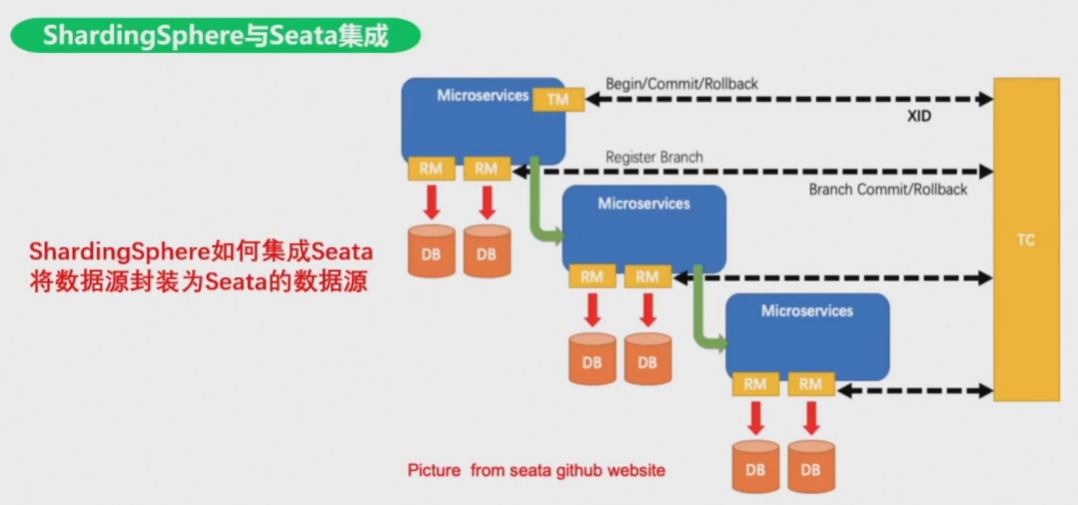 ShardingSphere与Seata集成
Microservices
TM
Begin/Commit/Rollback
XID
RM
RM
Register Branch
Branch Commit/Rollback
DB
DB
Microservices
TC
ShardingSphere如何集成Seata
将数据源封装为Seata的数据源
RM
RM
Microservices
DB
DB
RM
RM
DB
DB
Picture from seata github website